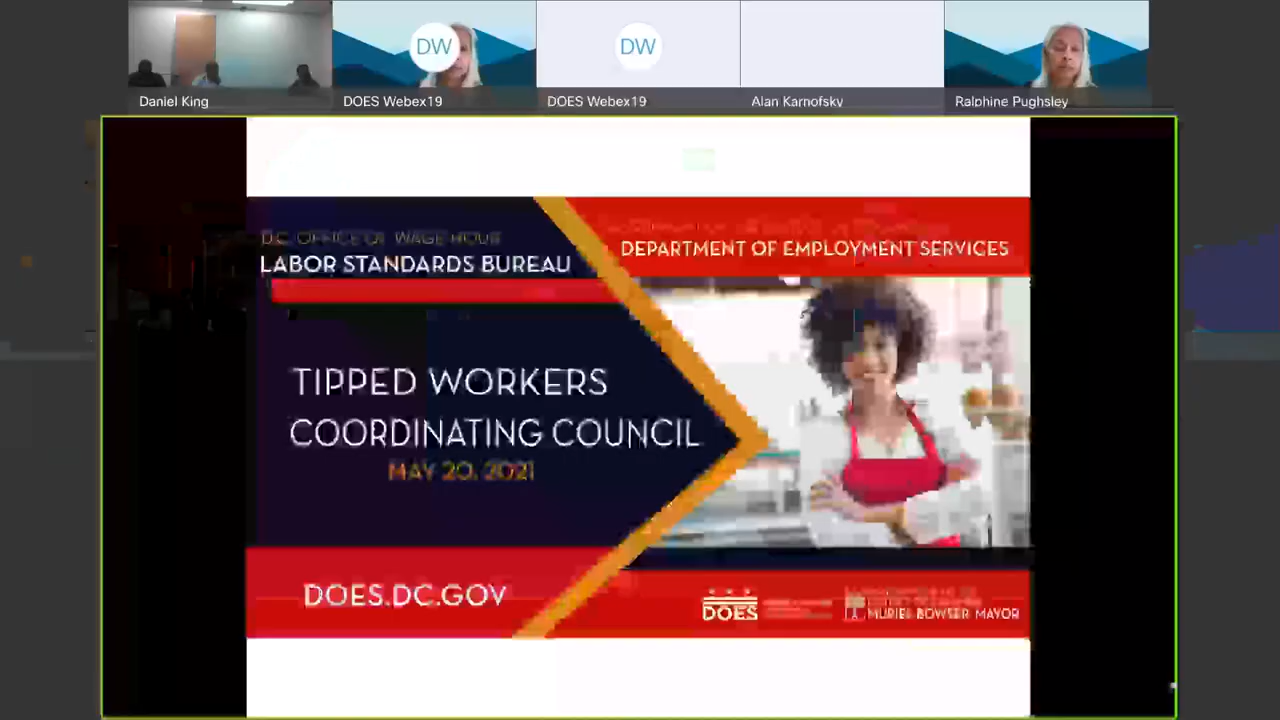 DW
DW
Daniel King
DOES Webex19
DOES Webex19
Alan Karnofsky
Ralphine Pughsley
D.C. OFFICE OF WAGE HOUR
LABOR STANDARDS BUREAU
DEPARTMENT OF EMPLOYMENT SERVICES
TIPPED WORKERS
COORDINATING COUNCIL
MAY 20, 2021
DOES.DC.GOV
DOES
MURIEL BOWSER MAYOR